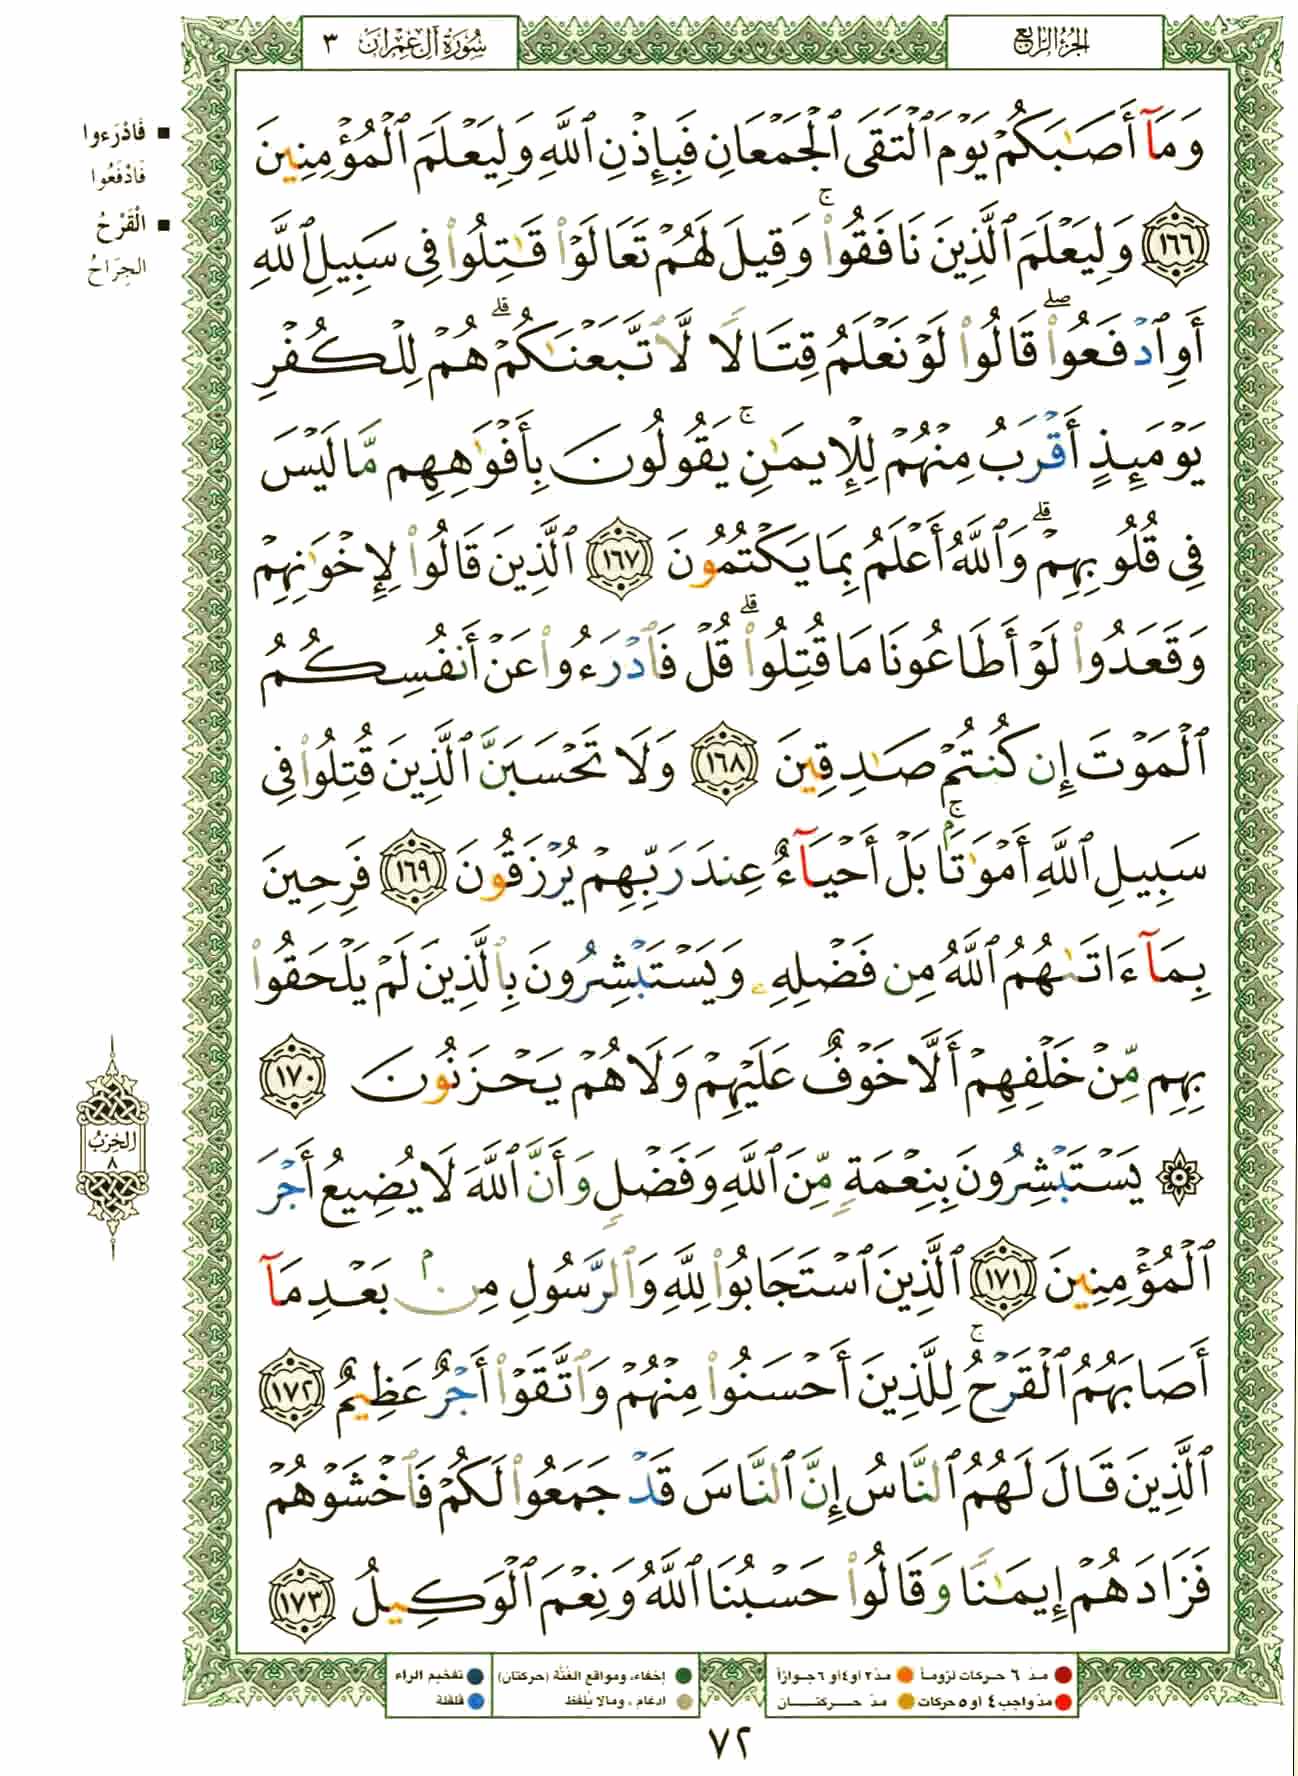 الجزء الرابع
سورة آل عمران ٣
وَمَآ أَصَٰبَكُمْ يَوْمَ ٱلْتَقَى ٱلْجَمْعَانِ فَبِإِذْنِ ٱللَّهِ وَلِيَعْلَمَ ٱلْمُؤْمِنِينَ
١٦٦ وَلِيَعْلَمَ ٱلَّذِينَ نَافَقُوا۟ ۚ وَقِيلَ لَهُمْ تَعَالَوْا۟ قَٰتِلُوا۟ فِى سَبِيلِ ٱللَّهِ
أَوِ ٱدْفَعُوا۟ ۖ قَالُوا۟ لَوْ نَعْلَمُ قِتَالًا لَّٱتَّبَعْنَٰكُمْ ۗ هُمْ لِلْكُفْرِ
يَوْمَئِذٍ أَقْرَبُ مِنْهُمْ لِلْإِيمَٰنِ ۚ يَقُولُونَ بِأَفْوَٰهِهِم مَّا لَيْسَ
فِى قُلُوبِهِمْ ۗ وَٱللَّهُ أَعْلَمُ بِمَا يَكْتُمُونَ ١٦٧ ٱلَّذِينَ قَالُوا۟ لِإِخْوَٰنِهِمْ
وَقَعَدُوا۟ لَوْ أَطَاعُونَا مَا قُتِلُوا۟ ۗ قُلْ فَٱدْرَءُوا۟ عَنْ أَنفُسِكُمُ
ٱلْمَوْتَ إِن كُنتُمْ صَٰدِقِينَ ١٦٨ وَلَا تَحْسَبَنَّ ٱلَّذِينَ قُتِلُوا۟ فِى
سَبِيلِ ٱللَّهِ أَمْوَٰتًۢا ۚ بَلْ أَحْيَآءٌ عِندَ رَبِّهِمْ يُرْزَقُونَ ١٦٩ فَرِحِينَ
بِمَآ ءَاتَىٰهُمُ ٱللَّهُ مِن فَضْلِهِۦ وَيَسْتَبْشِرُونَ بِٱلَّذِينَ لَمْ يَلْحَقُوا۟
بِهِم مِّنْ خَلْفِهِمْ أَلَّا خَوْفٌ عَلَيْهِمْ وَلَا هُمْ يَحْزَنُونَ ١٧٠
۞ يَسْتَبْشِرُونَ بِنِعْمَةٍ مِّنَ ٱللَّهِ وَفَضْلٍ وَأَنَّ ٱللَّهَ لَا يُضِيعُ أَجْرَ
ٱلْمُؤْمِنِينَ ١٧١ ٱلَّذِينَ ٱسْتَجَابُوا۟ لِلَّهِ وَٱلرَّسُولِ مِنۢ بَعْدِ مَآ
أَصَابَهُمُ ٱلْقَرْحُ ۚ لِلَّذِينَ أَحْسَنُوا۟ مِنْهُمْ وَٱتَّقَوْا۟ أَجْرٌ عَظِيمٌ ١٧٢
ٱلَّذِينَ قَالَ لَهُمُ ٱلنَّاسُ إِنَّ ٱلنَّاسَ قَدْ جَمَعُوا۟ لَكُمْ فَٱخْشَوْهُمْ
فَزَادَهُمْ إِيمَٰنًا وَقَالُوا۟ حَسْبُنَا ٱللَّهُ وَنِعْمَ ٱلْوَكِيلُ ١٧٣
■ فَادْرَءوا
فَادْفَعُوا
■ الْقَرْحُ
الجِرَاحُ
الحزب
٨
مد ٦ حركات لزوماً ● مد ٢ أو ٤ أو ٦ جوازاً
مد واجب ٤ أو ٥ حركات ● مد حركتان
إخفاء، ومواقع الغُنَّة (حركتان)
ادغام ، ومالا يُلفظ
تفخيم الراء
قلقلة
٧٢